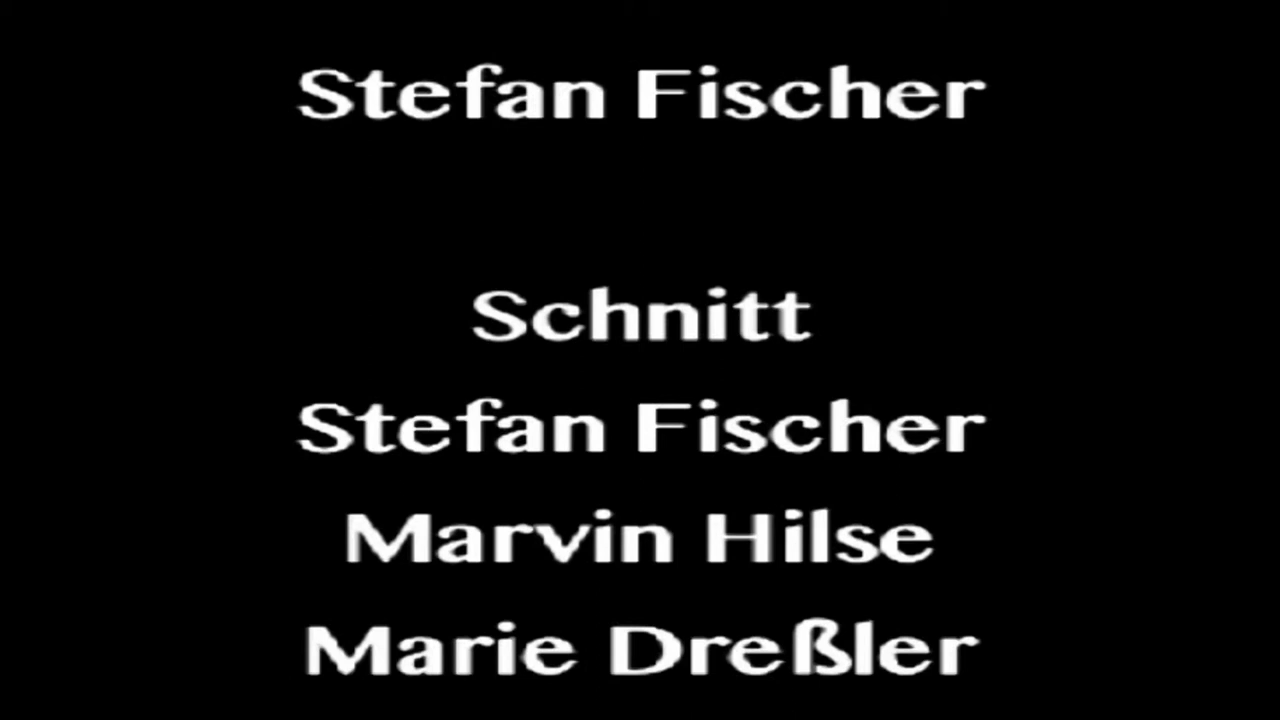 Stefan Fischer
Schnitt
Stefan Fischer
Marvin Hilse
Marie Dreßler